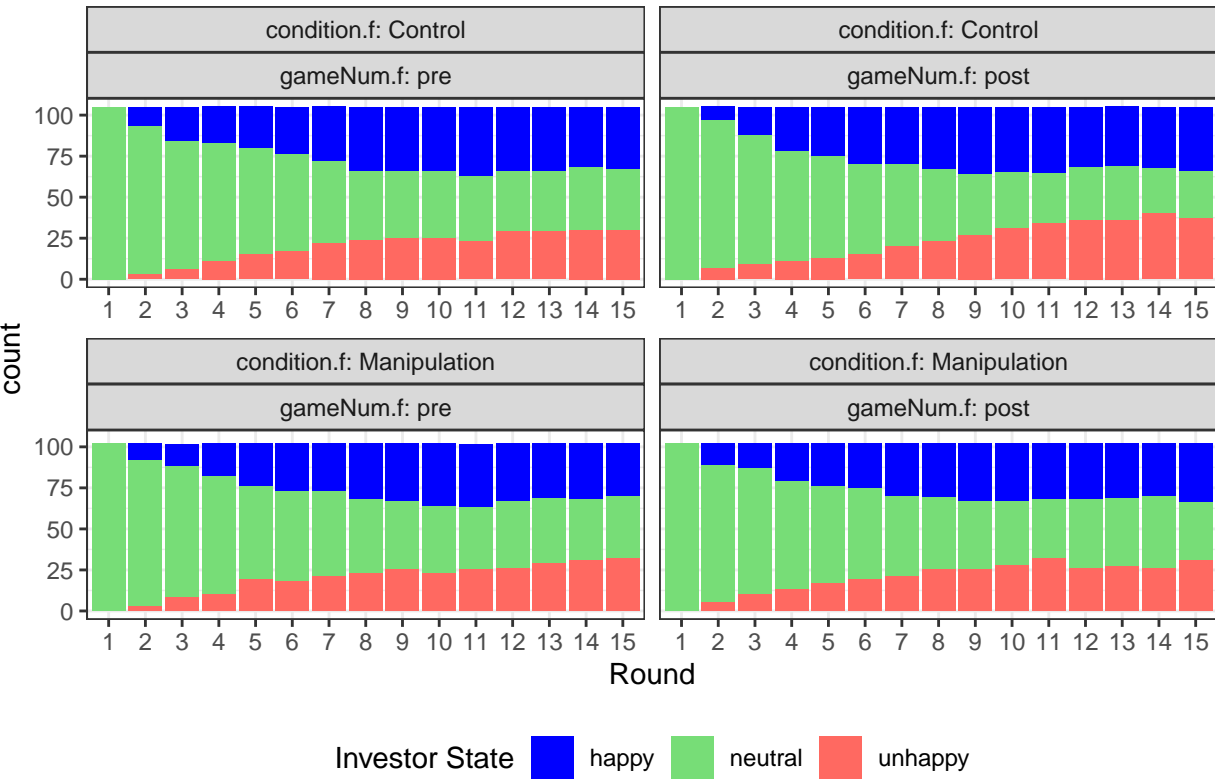 condition.f: Control
gameNum.f: pre
condition.f: Control
gameNum.f: post
100
75
50
25
0
1 2 3 4 5 6 7 8 9 10 11 12 13 14 15
1 2 3 4 5 6 7 8 9 10 11 12 13 14 15
count
condition.f: Manipulation
gameNum.f: pre
condition.f: Manipulation
gameNum.f: post
100
75
50
25
0
1 2 3 4 5 6 7 8 9 10 11 12 13 14 15
1 2 3 4 5 6 7 8 9 10 11 12 13 14 15
Round
Investor State happy neutral unhappy